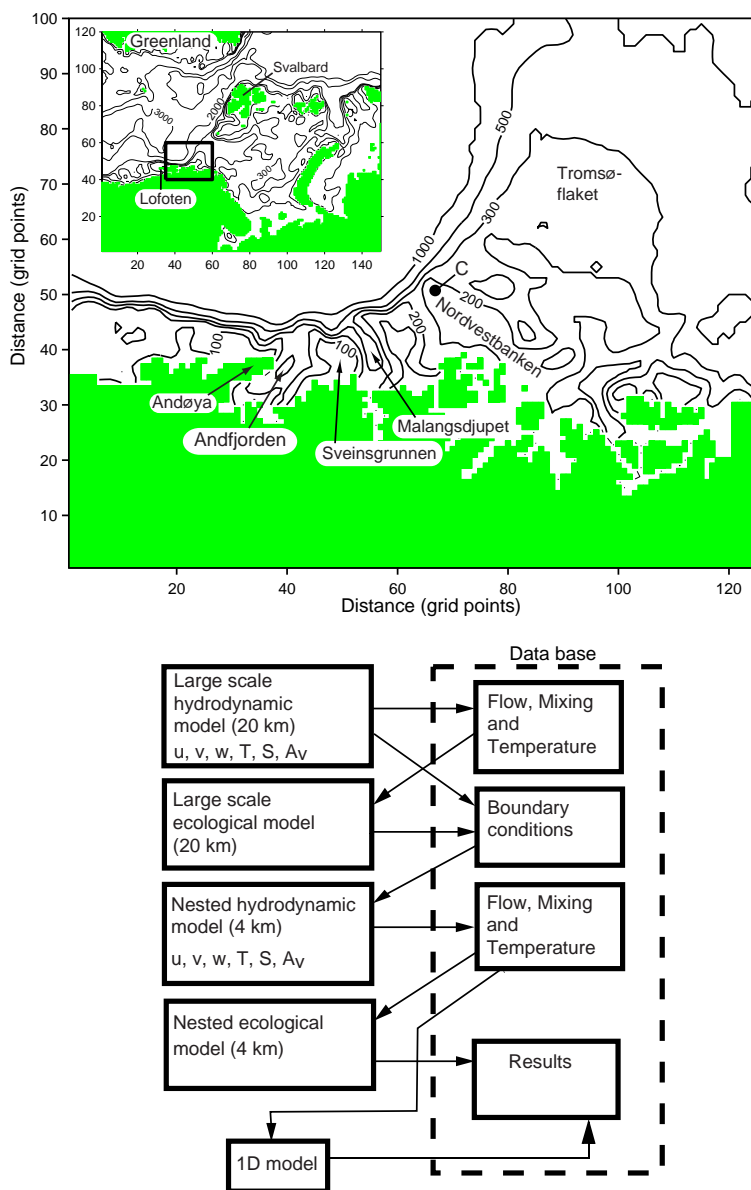 100
90
80
70
60
50
40
30
20
10
20
40
60
80
100
120
Distance (grid points)
Distance (grid points)
120
100
80
60
40
20
20
40
60
80
100
120
140
Greenland
Svalbard
Lofoten
3000
2000
300
500
300
1000
Tromsø-
flaket
C
200
Nordvestbanken
200
100
100
Andøya
Andfjorden
Sveinsgrunnen
Malangsdjupet
Data base
Large scale
hydrodynamic
model (20 km)
u, v, w, T, S, Av
Flow, Mixing
and
Temperature
Large scale
ecological model
(20 km)
Boundary
conditions
Nested hydrodynamic
model (4 km)
u, v, w, T, S, Av
Flow, Mixing
and
Temperature
Nested ecological
model (4 km)
Results
1D model